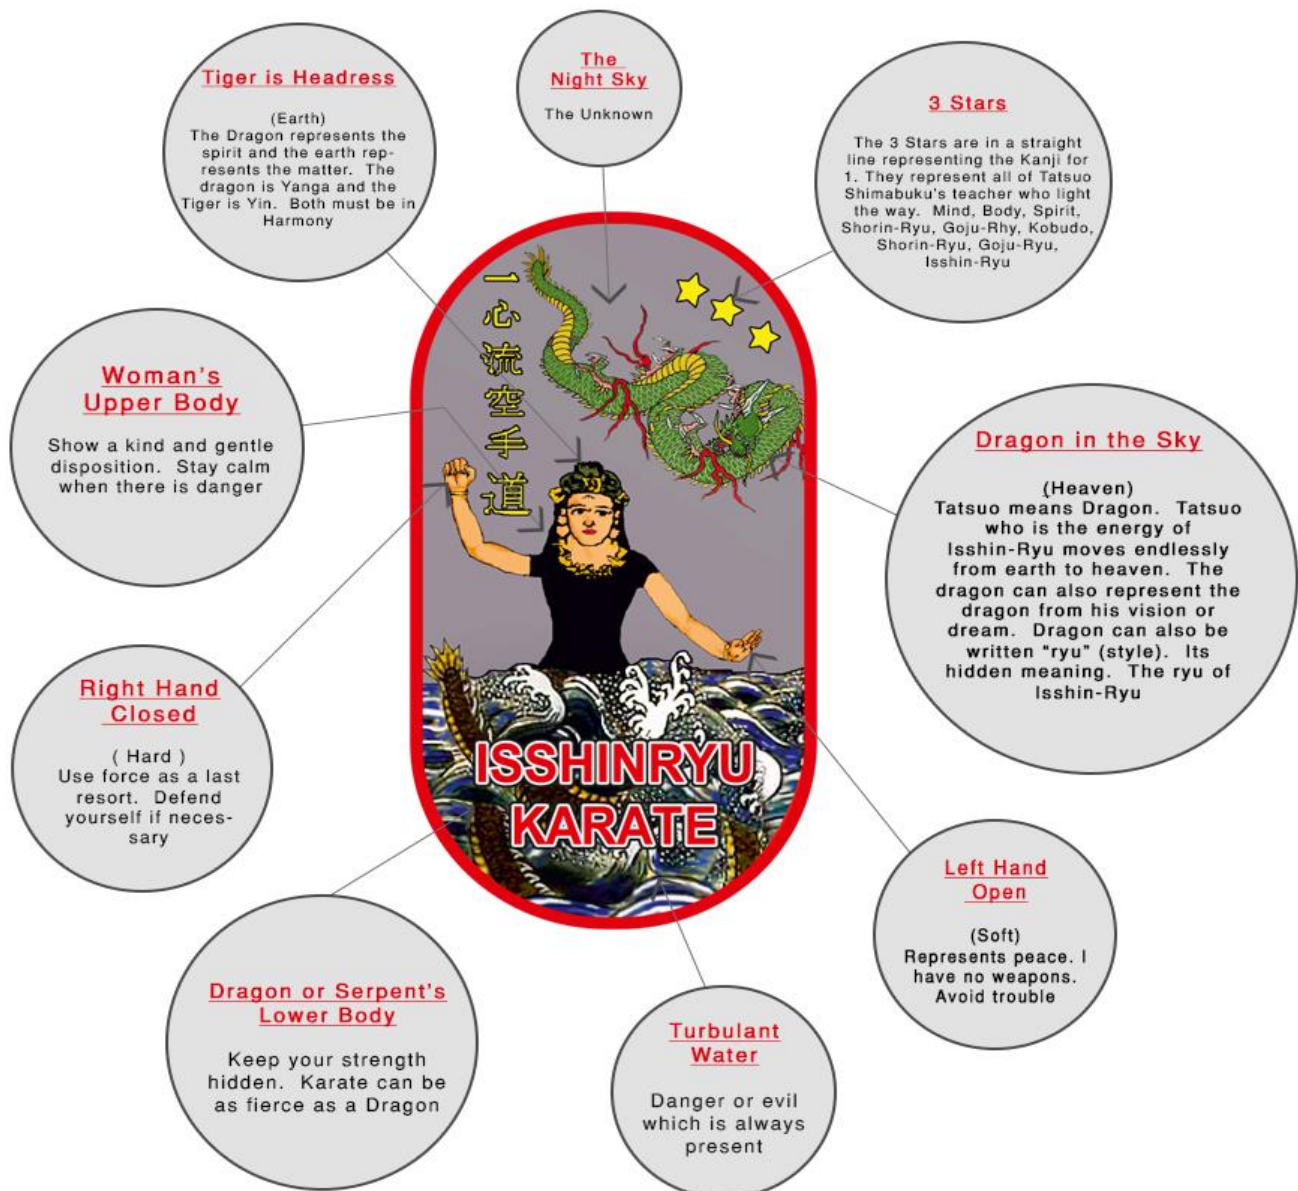 Tiger is Headress
(Earth)
The Dragon represents the
spirit and the earth rep-
resents the matter. The
dragon is Yanga and the
Tiger is Yin. Both must be in
Harmony
The
Night Sky
The Unknown
3 Stars
The 3 Stars are in a straight
line representing the Kanji for
1. They represent all of Tatsuo
Shimabuku's teacher who light
the way. Mind, Body, Spirit,
Shorin-Ryu, Goju-Rhy, Kobudo,
Shorin-Ryu, Goju-Ryu,
Isshin-Ryu
Woman's
Upper Body
Show a kind and gentle
disposition. Stay calm
when there is danger
一心流空手道
Dragon in the Sky
(Heaven)
Tatsuo means Dragon. Tatsuo
who is the energy of
Isshin-Ryu moves endlessly
from earth to heaven. The
dragon can also represent the
dragon from his vision or
dream. Dragon can also be
written "ryu" (style). Its
hidden meaning. The ryu of
Isshin-Ryu
Right Hand
Closed
( Hard )
Use force as a last
resort. Defend
yourself if neces-
sary
ISSHINRYU
KARATE
Left Hand
Open
(Soft)
Represents peace. I
have no weapons.
Avoid trouble
Dragon or Serpent's
Lower Body
Keep your strength
hidden. Karate can be
as fierce as a Dragon
Turbulant
Water
Danger or evil
which is always
present